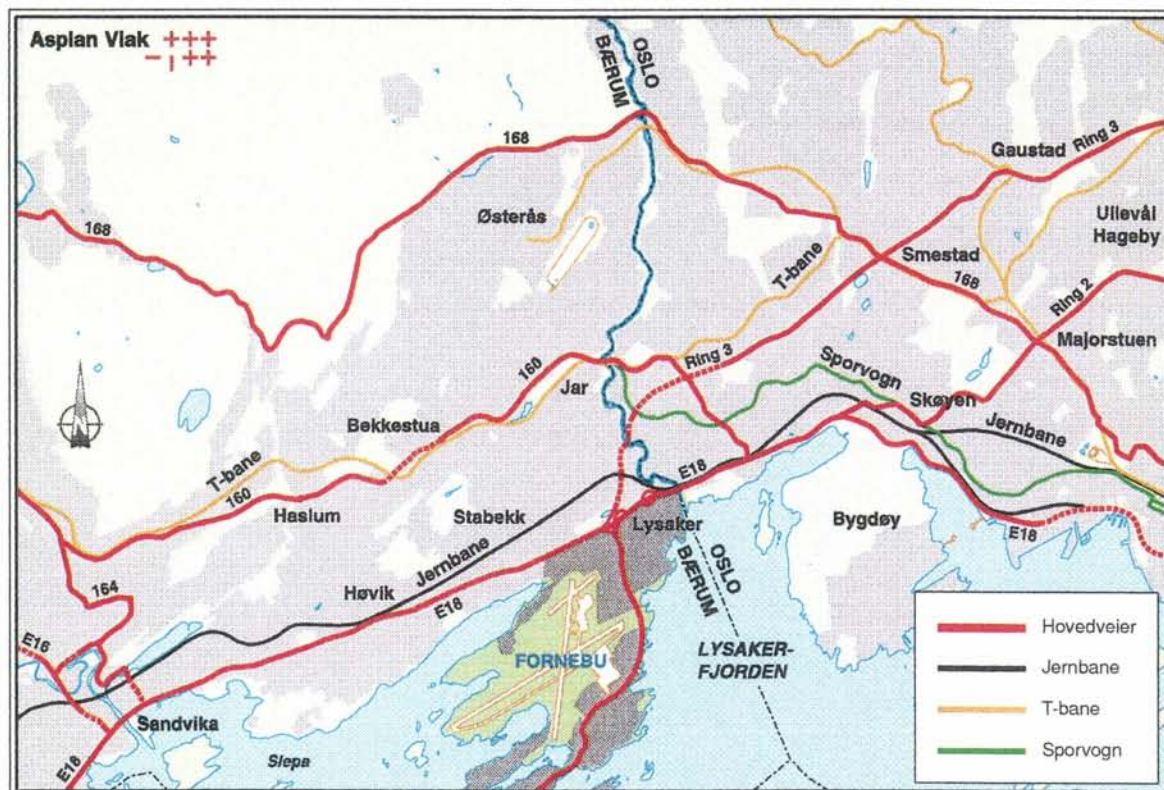 Asplan Viak
OSLO
BÆRUM
168
168
Østerås
Gaustad
Ring 3
Ullevål
Hageby
Smestad
T-bane
168
Ring 2
Majorstuen
Ring 3
160
Jar
Sporvogn
Skøyen
Jernbane
Bekkestua
T-bane
160
Haslum
Stabekk
E18
Lysaker
Bygdøy
E18
Jernbane
Høvik
E18
OSLO
BÆRUM
164
E16
FORNEBU
LYSAKER-
FJORDEN
Sandvika
Slepa
E18
Hovedveier
Jernbane
T-bane
Sporvogn
N